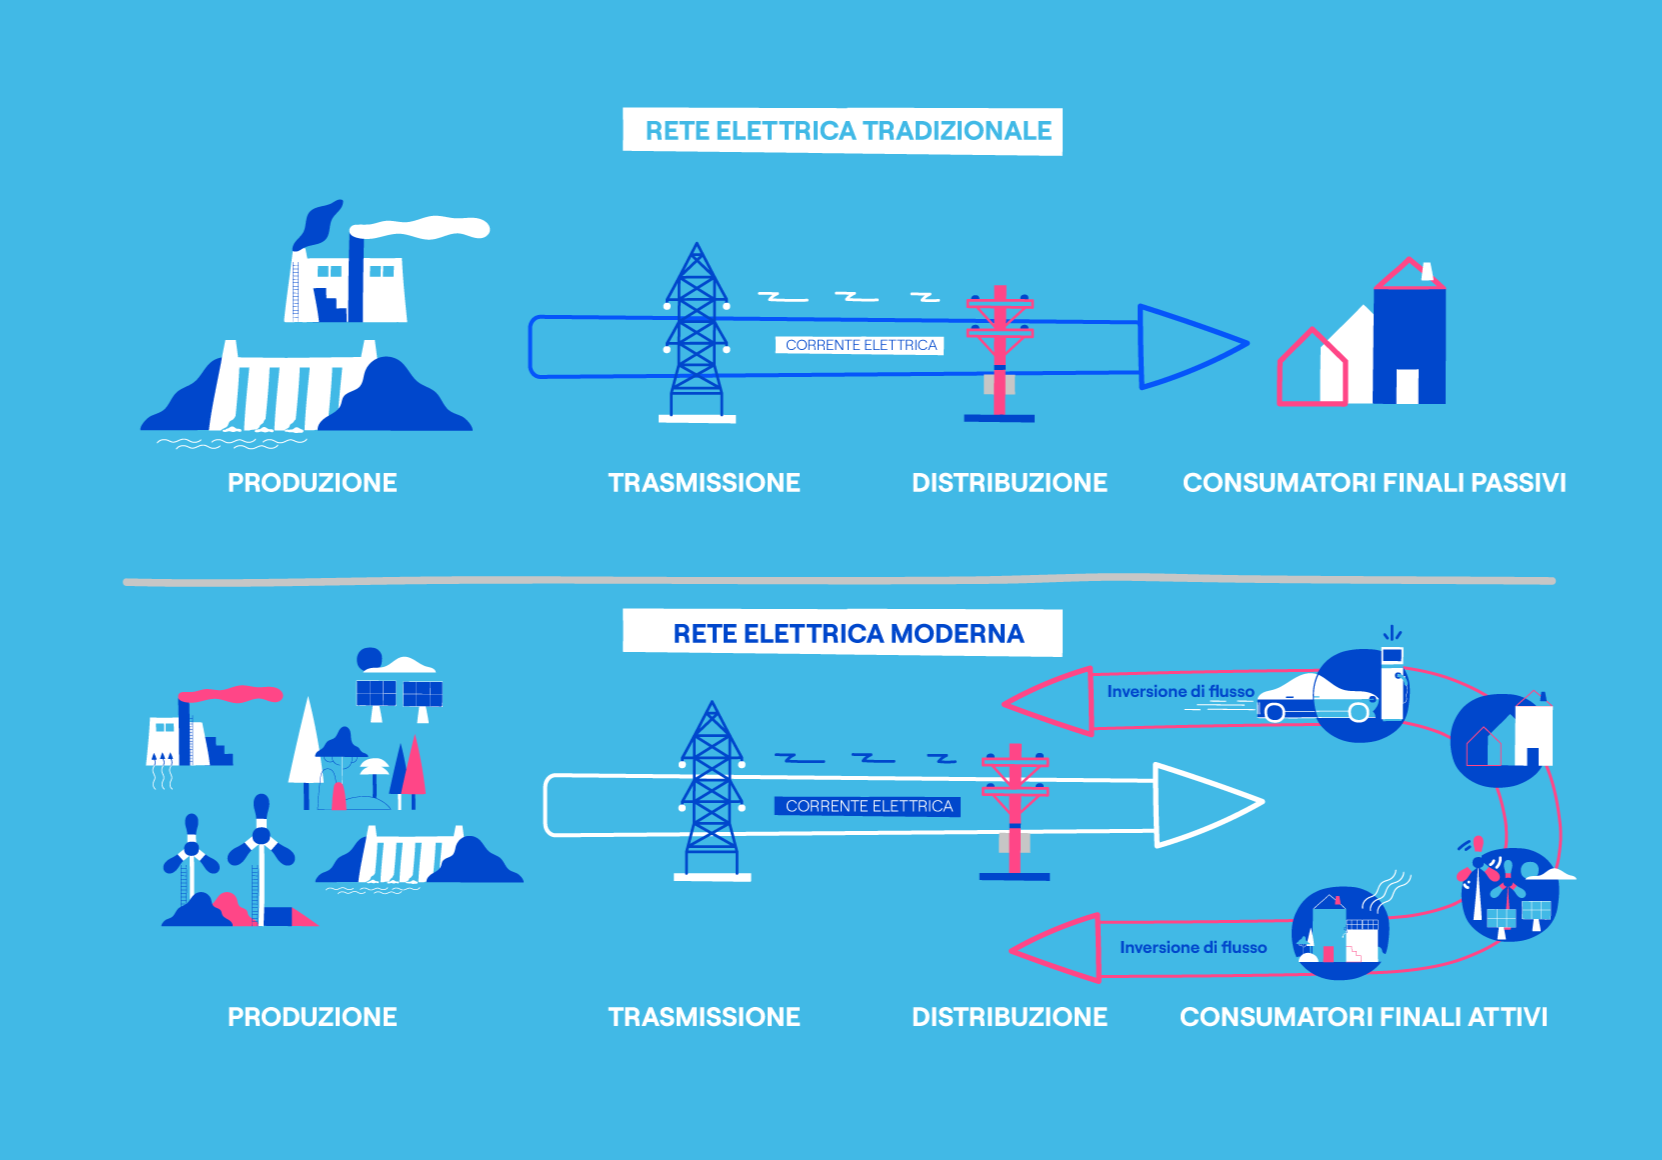 RETE ELETTRICA TRADIZIONALE
CORRENTE ELETTRICA
PRODUZIONE
TRASMISSIONE
DISTRIBUZIONE
CONSUMATORI FINALI PASSIVI
RETE ELETTRICA MODERNA
Inversione di flusso
CORRENTE ELETTRICA
Inversione di flusso
PRODUZIONE
TRASMISSIONE
DISTRIBUZIONE
CONSUMATORI FINALI ATTIVI